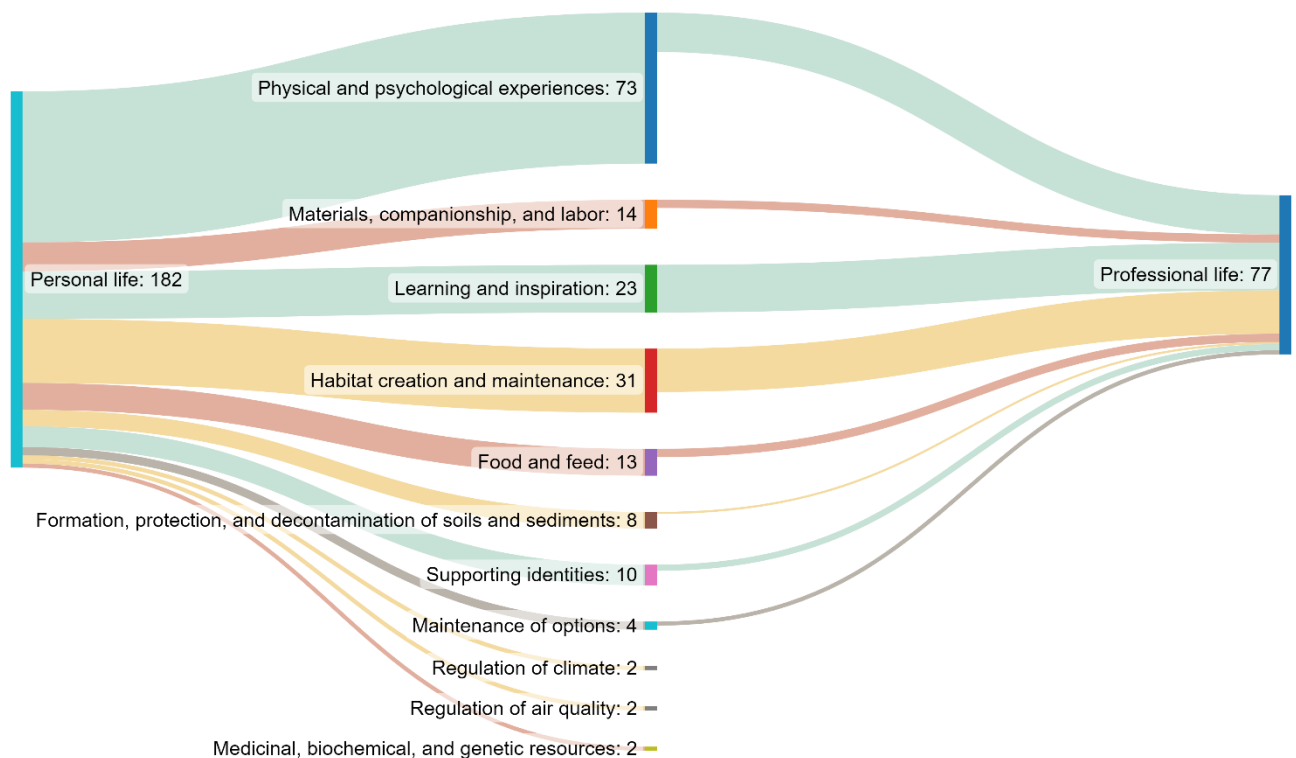 Physical and psychological experiences: 73
Materials, companionship, and labor: 14
Personal life: 182
Professional life: 77
Learning and inspiration: 23
Habitat creation and maintenance: 31
Food and feed: 13
Formation, protection, and decontamination of soils and sediments: 8
Supporting identities: 10
Maintenance of options: 4
Regulation of climate: 2
Regulation of air quality: 2
Medicinal, biochemical, and genetic resources: 2